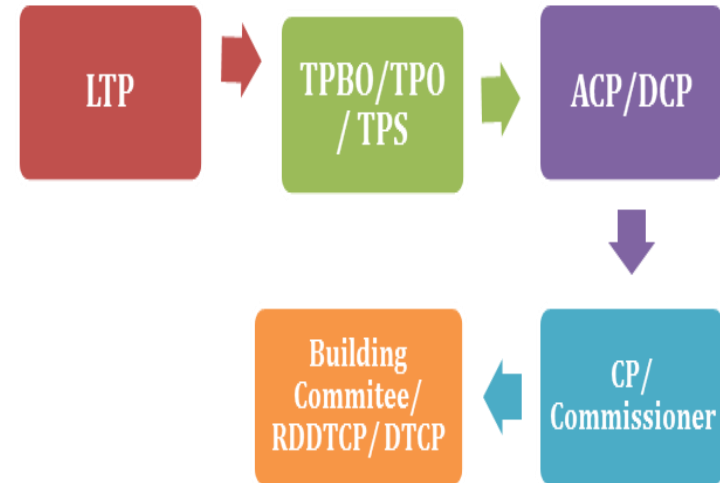 LTP
TPBO/TPO
/ TPS
ACP/DCP
Building
Commitee/
RDDTCP/ DTCP
CP/
Commissioner